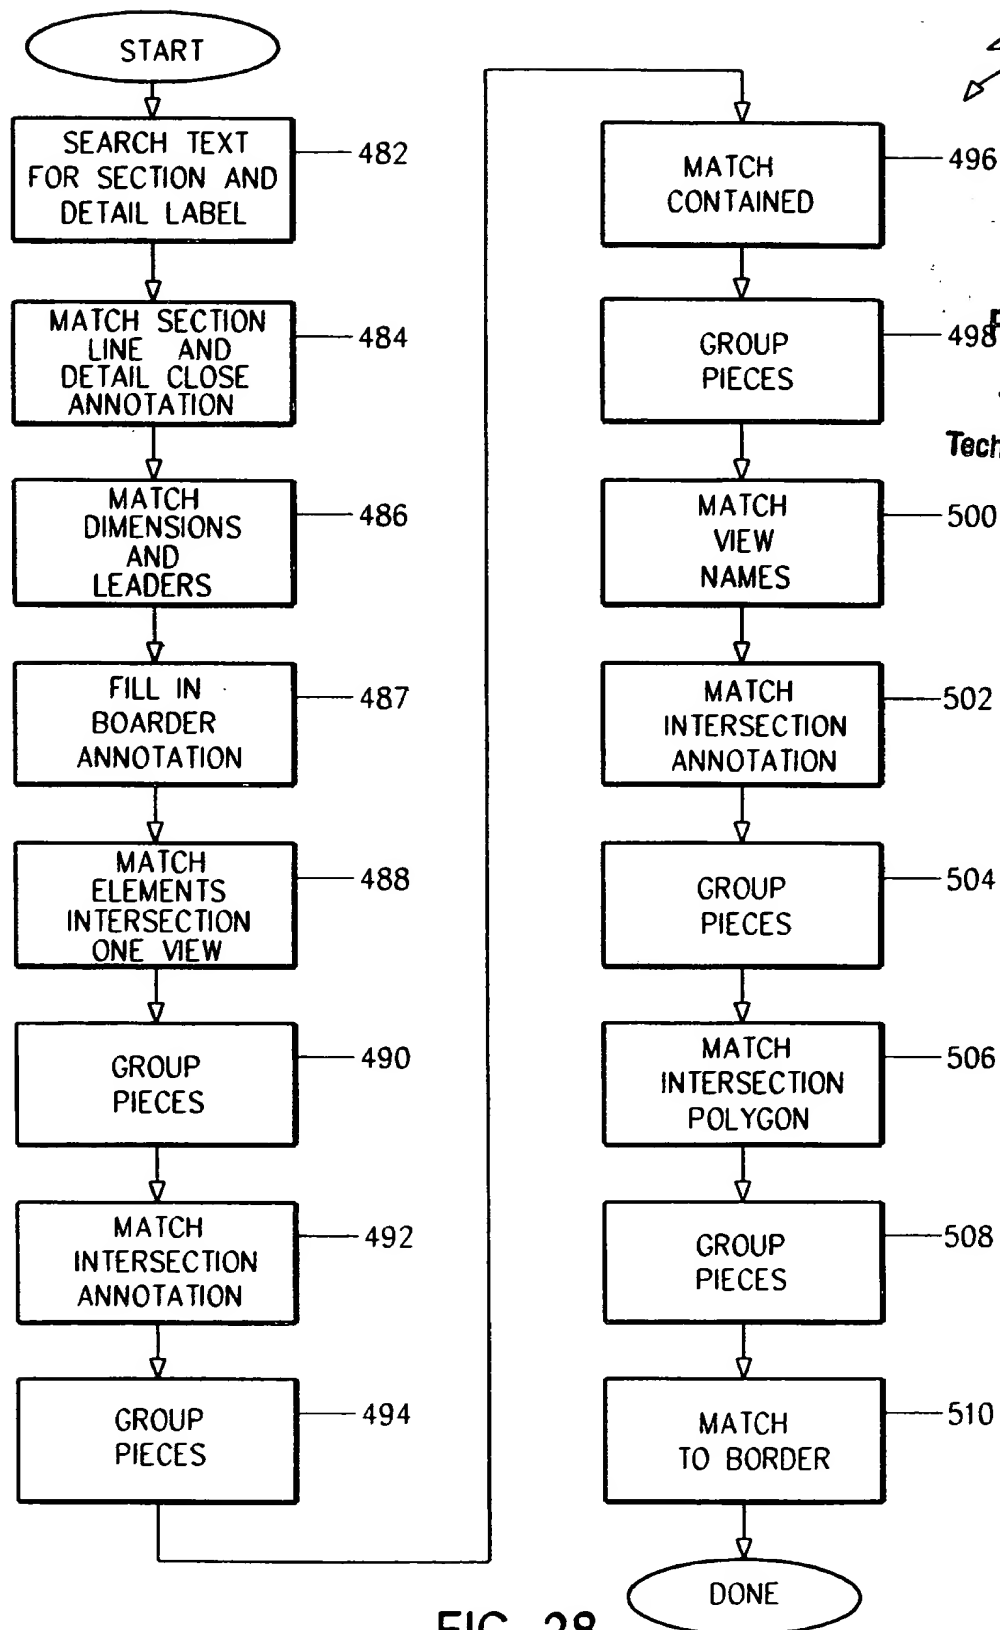 START
SEARCH TEXT
FOR SECTION AND
DETAIL LABEL
482
MATCH SECTION
LINE AND
DETAIL CLOSE
ANNOTATION
484
MATCH
DIMENSIONS
AND
LEADERS
486
FILL IN
BOARDER
ANNOTATION
487
MATCH
ELEMENTS
INTERSECTION
ONE VIEW
488
GROUP
PIECES
490
MATCH
INTERSECTION
ANNOTATION
492
GROUP
PIECES
494
MATCH
CONTAINED
496
GROUP
PIECES
498
Tech
MATCH
VIEW
NAMES
500
MATCH
INTERSECTION
ANNOTATION
502
GROUP
PIECES
504
MATCH
INTERSECTION
POLYGON
506
GROUP
PIECES
508
MATCH
TO BORDER
510
DONE
FIG. 28